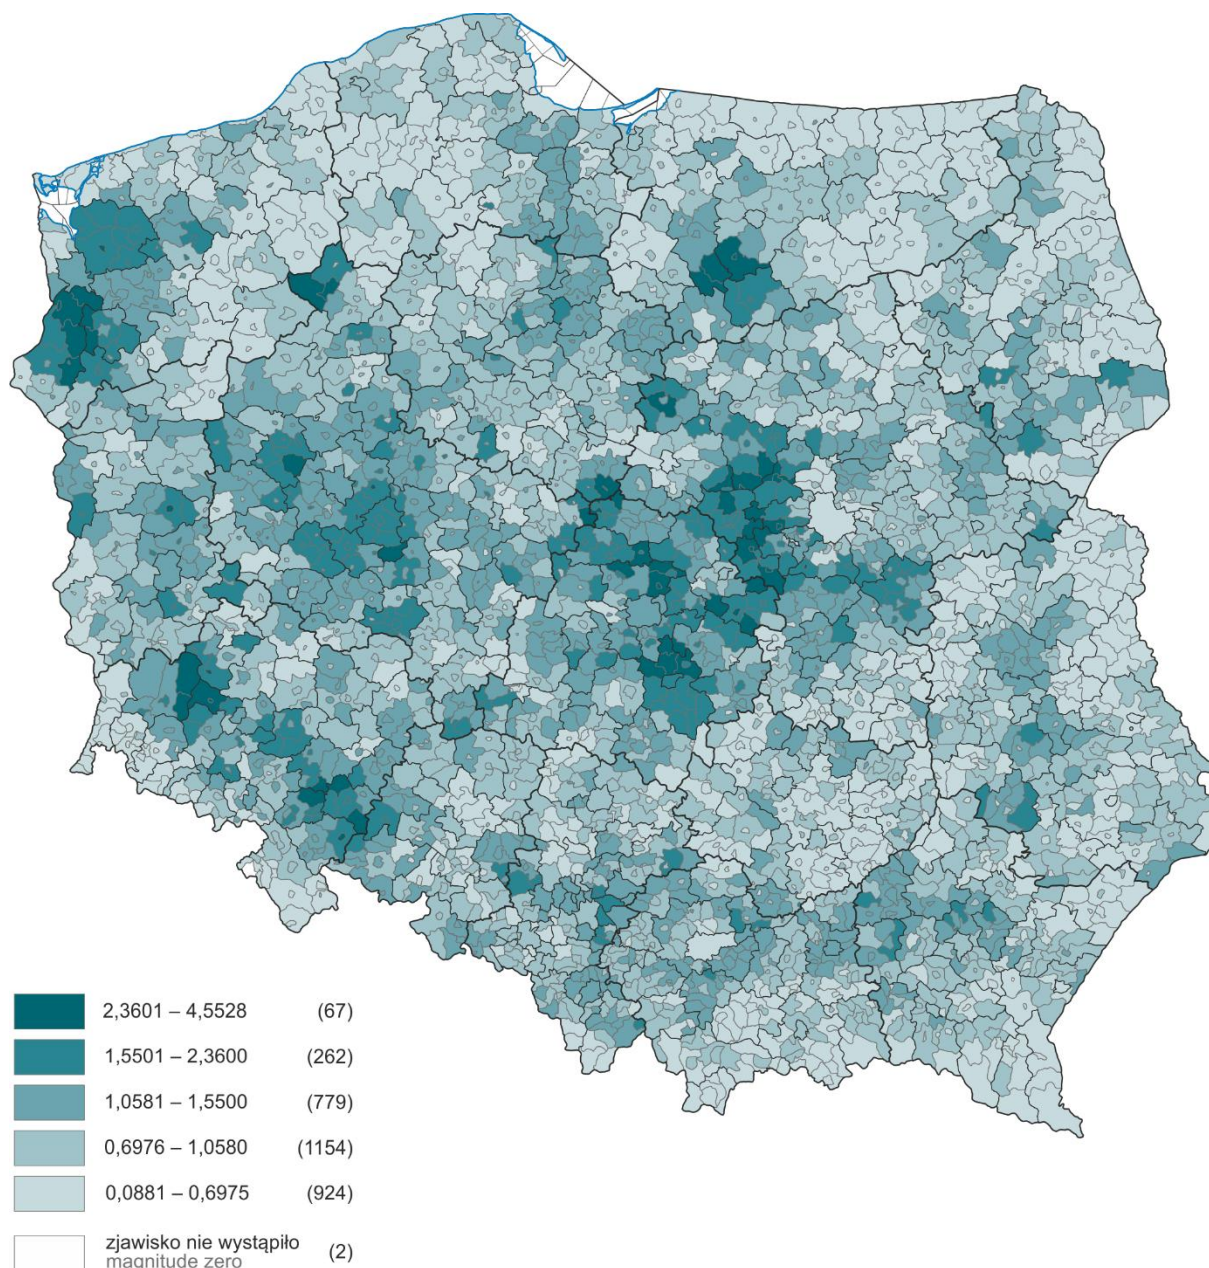 2,3601 – 4,5528 (67)
1,5501 – 2,3600 (262)
1,0581 – 1,5500 (779)
0,6976 – 1,0580 (1154)
0,0881 – 0,6975 (924)
zjawisko nie wystąpiło (2)
magnitude zero